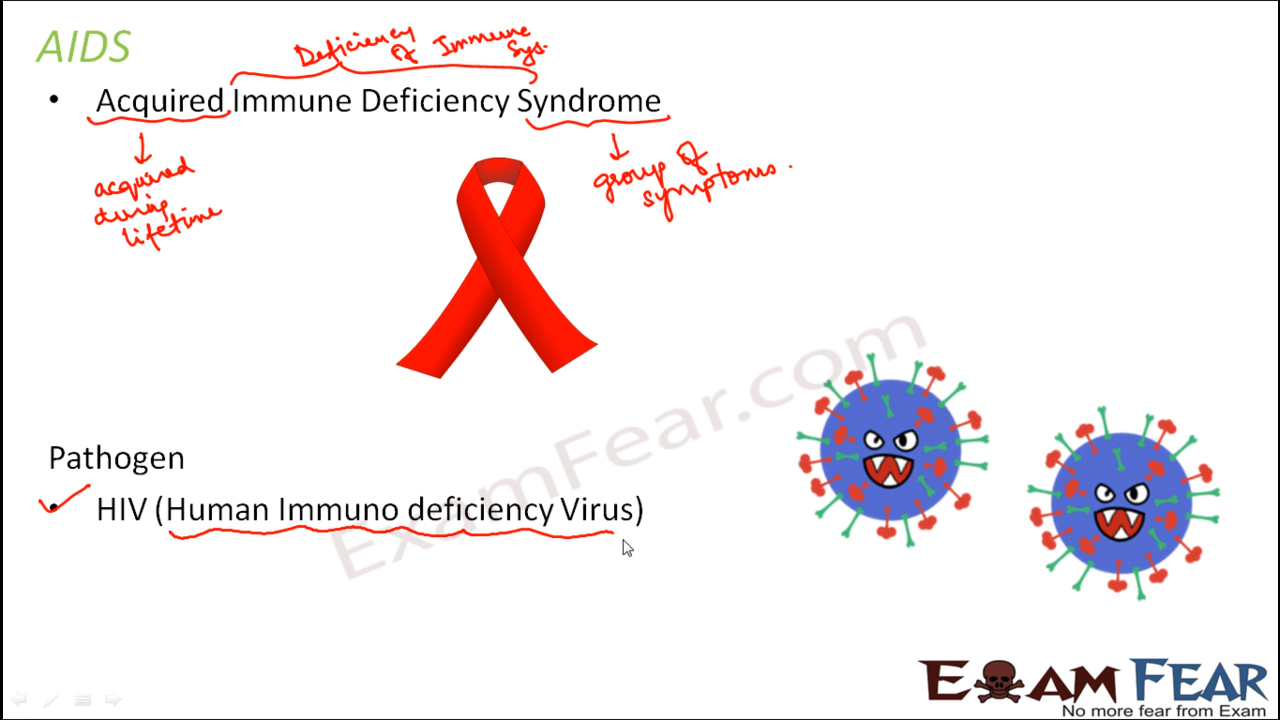 AIDS
Deficiency
of Immune
Sys.
• Acquired Immune Deficiency Syndrome
acquired
during
lifetime
group of
symptoms.
ExamFear.com
Pathogen
• HIV (Human Immuno deficiency Virus)
EXAM FEAR
No more fear from Exam